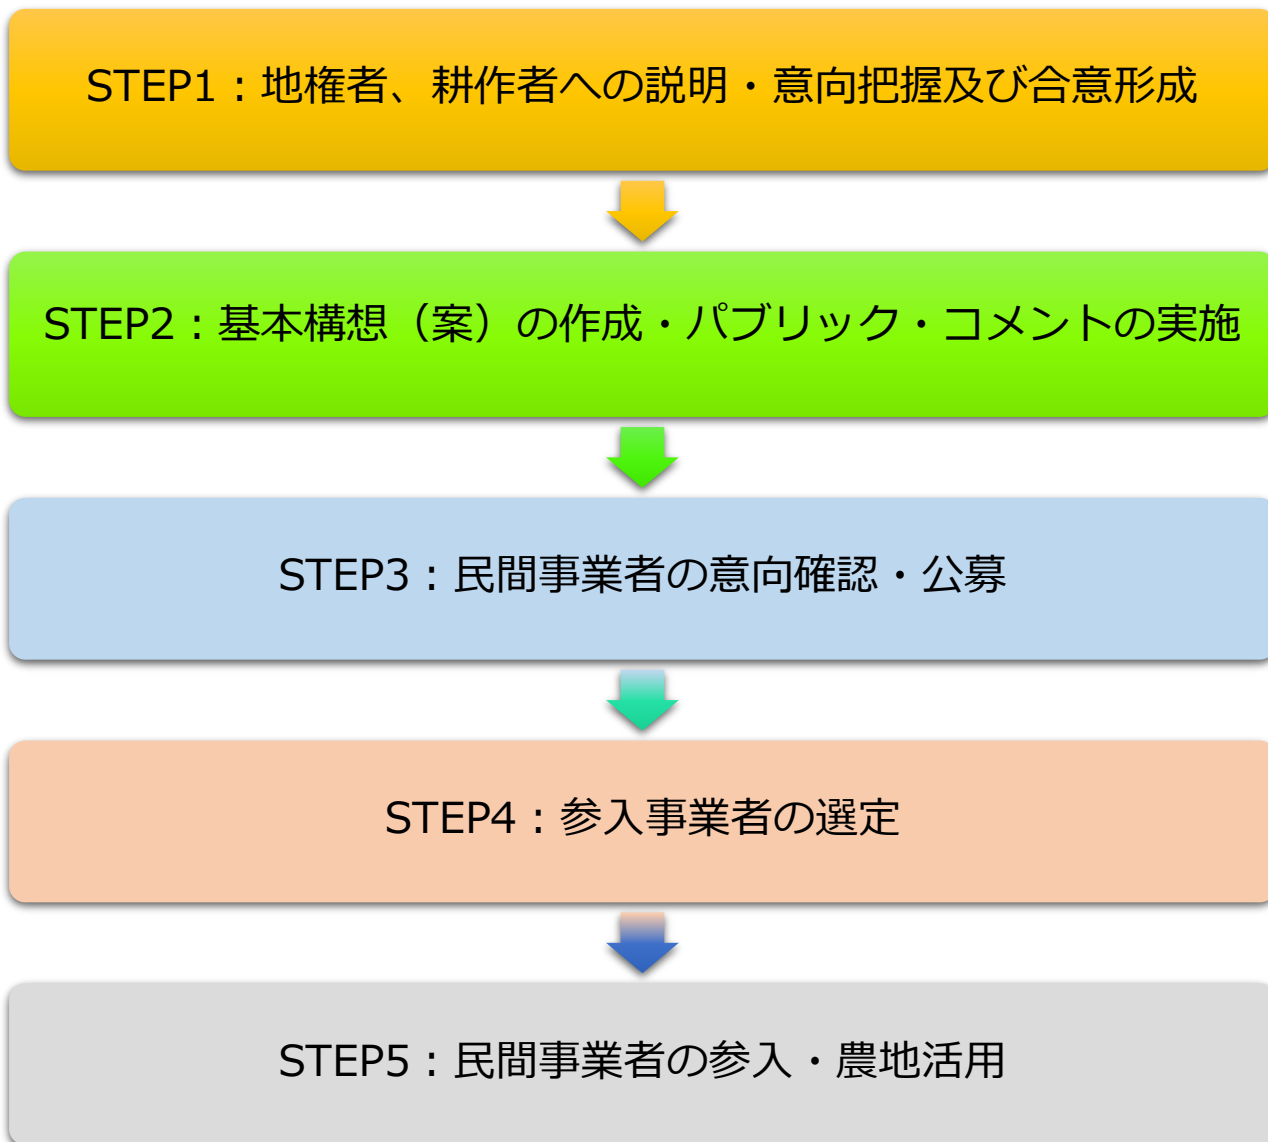 STEP1：地権者、耕作者への説明・意向把握及び合意形成
STEP2：基本構想（案）の作成・パブリック・コメントの実施
STEP3：民間事業者の意向確認・公募
STEP4：参入事業者の選定
STEP5：民間事業者の参入・農地活用